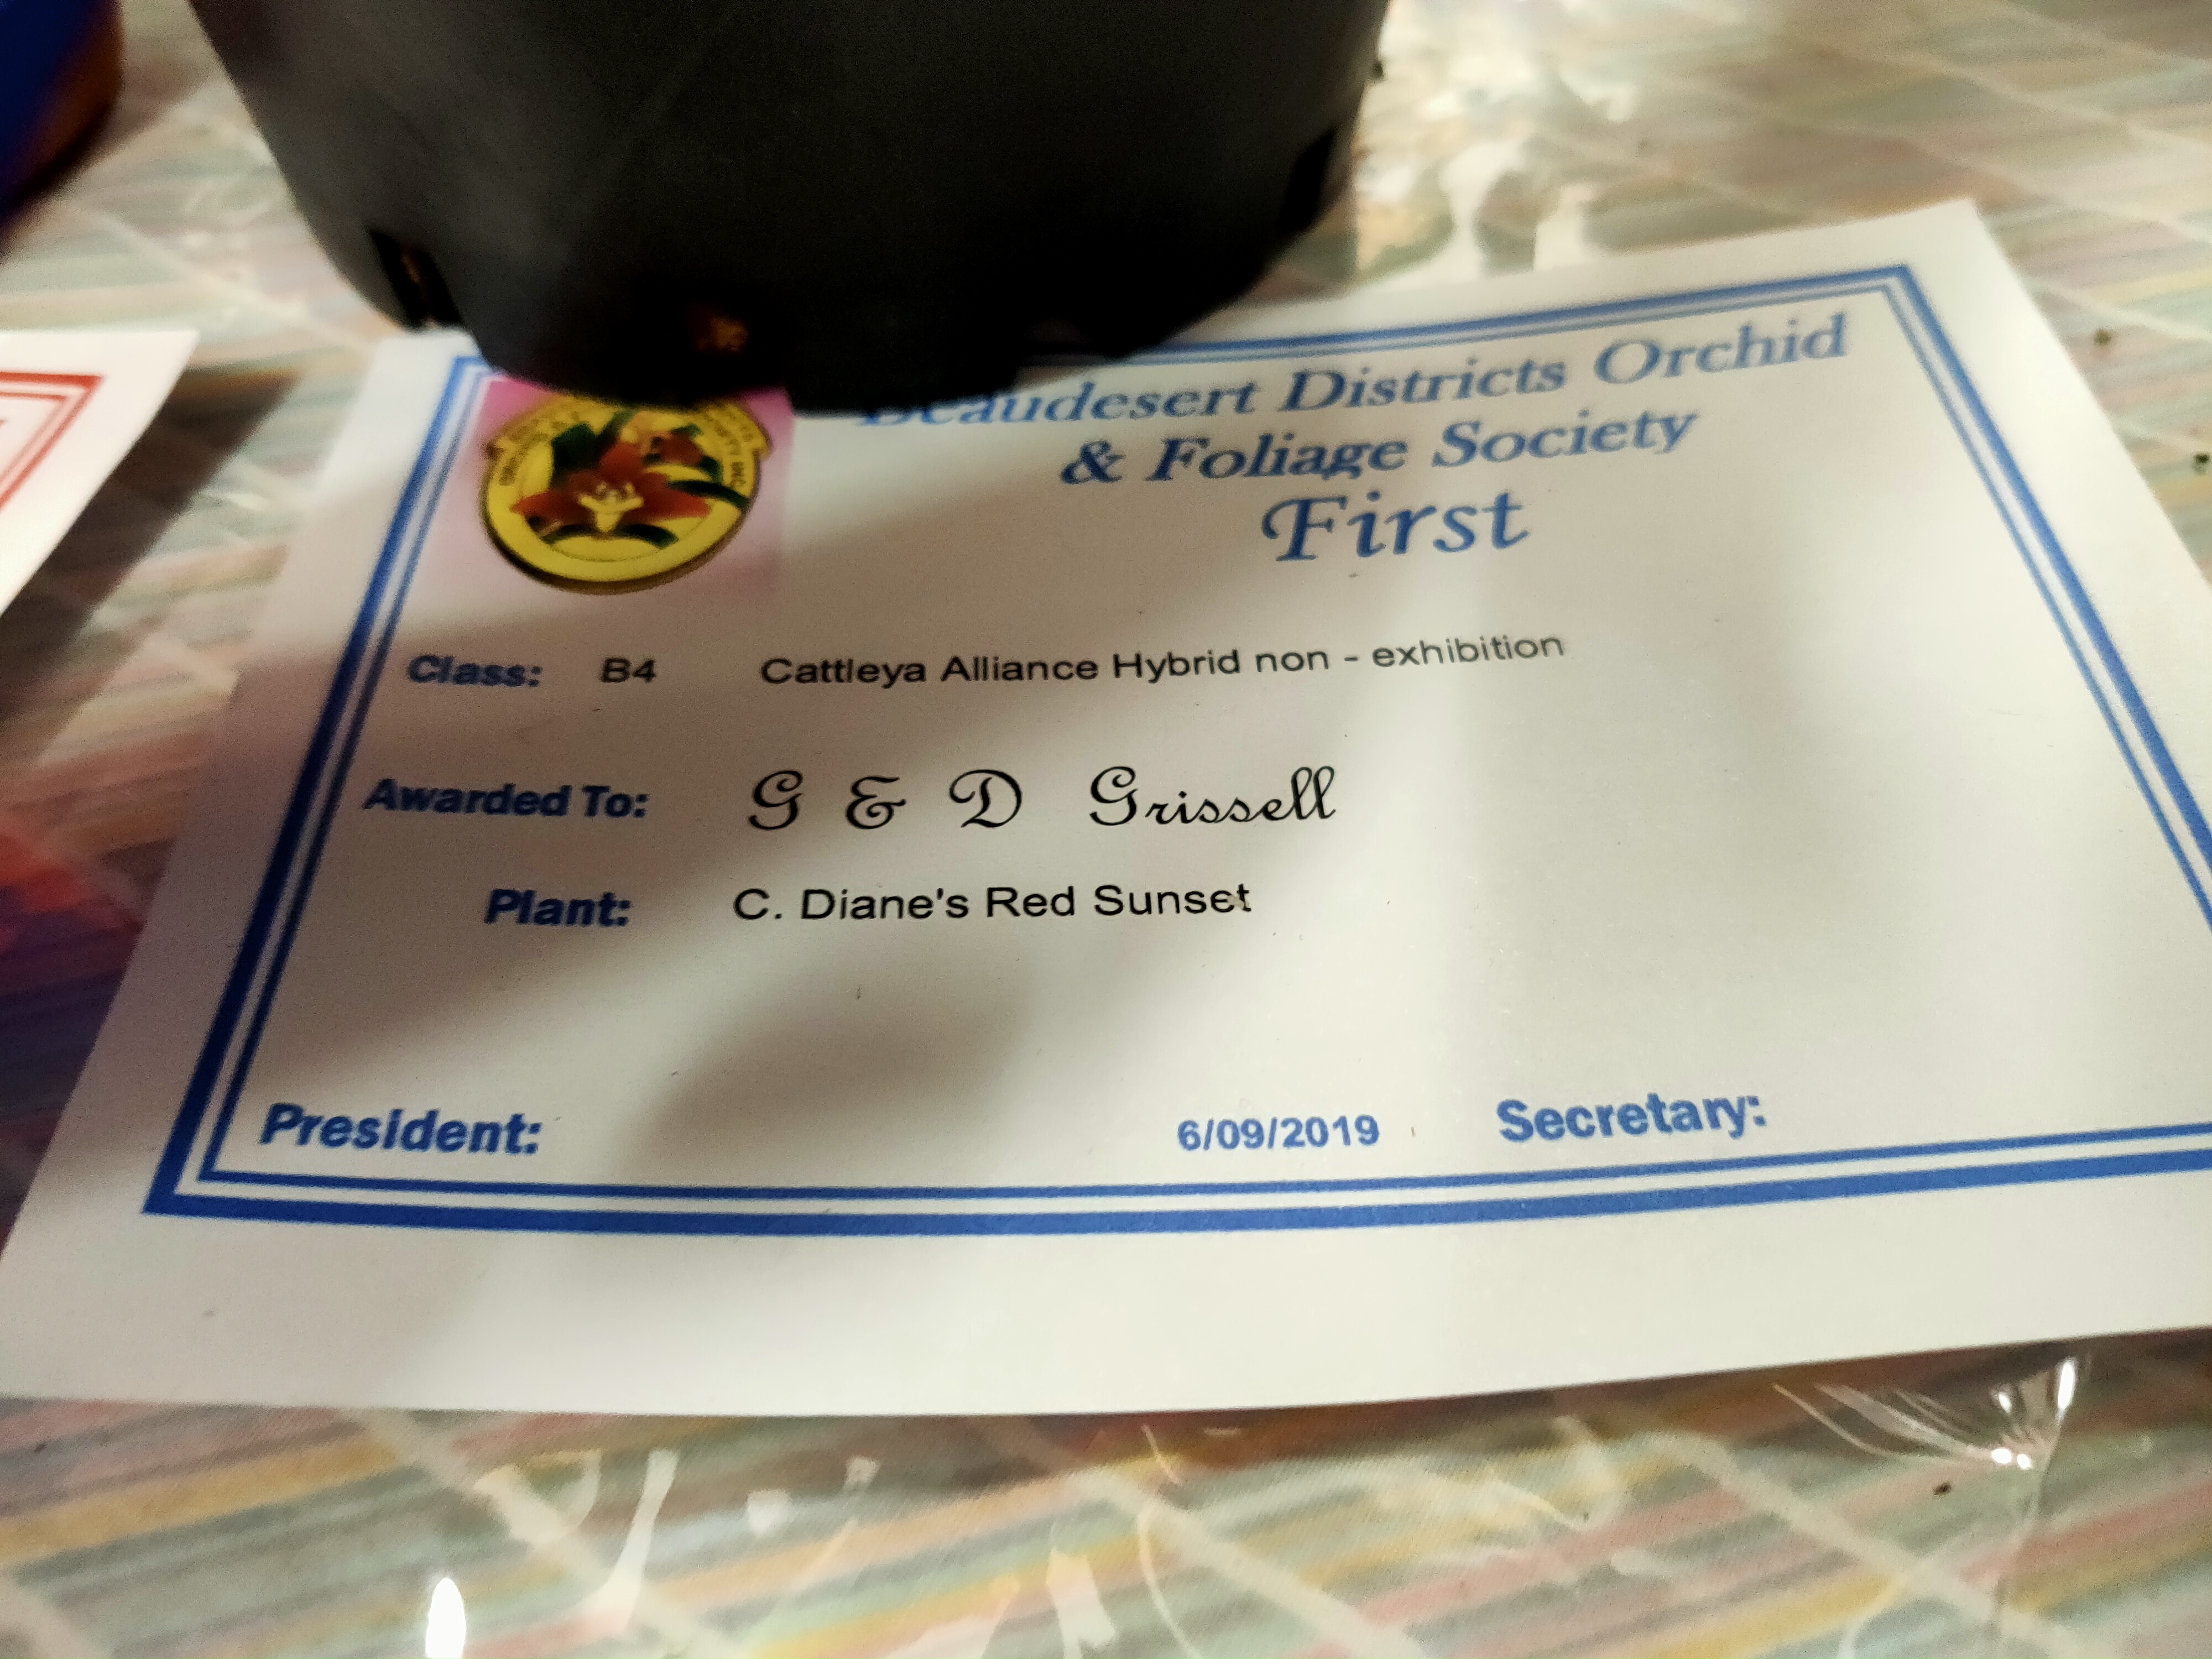 Beaudesert Districts Orchid
& Foliage Society
First
Class: B4 Cattleya Alliance Hybrid non - exhibition
Awarded To: G & D Grissell
Plant: C. Diane's Red Sunset
President: 6/09/2019 Secretary: